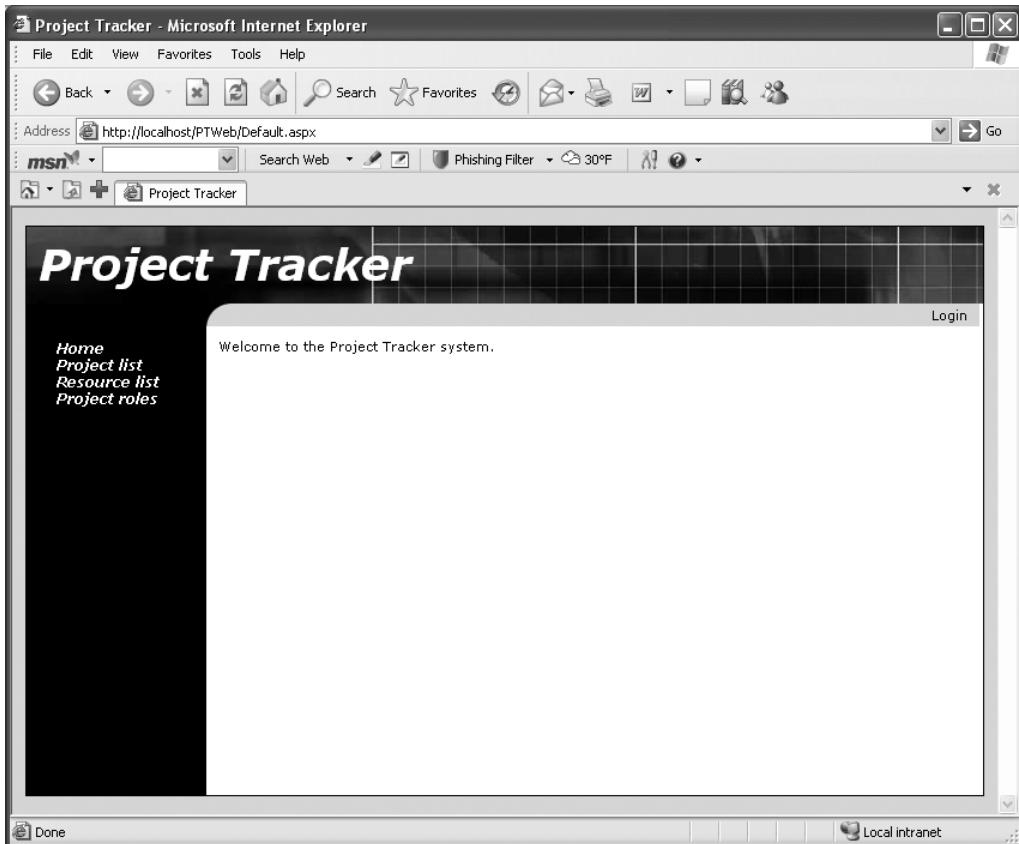 Project Tracker - Microsoft Internet Explorer
File Edit View Favorites Tools Help
Back Search Favorites
Address http://localhost/PTWeb/Default.aspx Go
msn Search Web Phishing Filter 30°F
Project Tracker
Project Tracker
Login
Home
Project list
Resource list
Project roles
Welcome to the Project Tracker system.
Done Local intranet